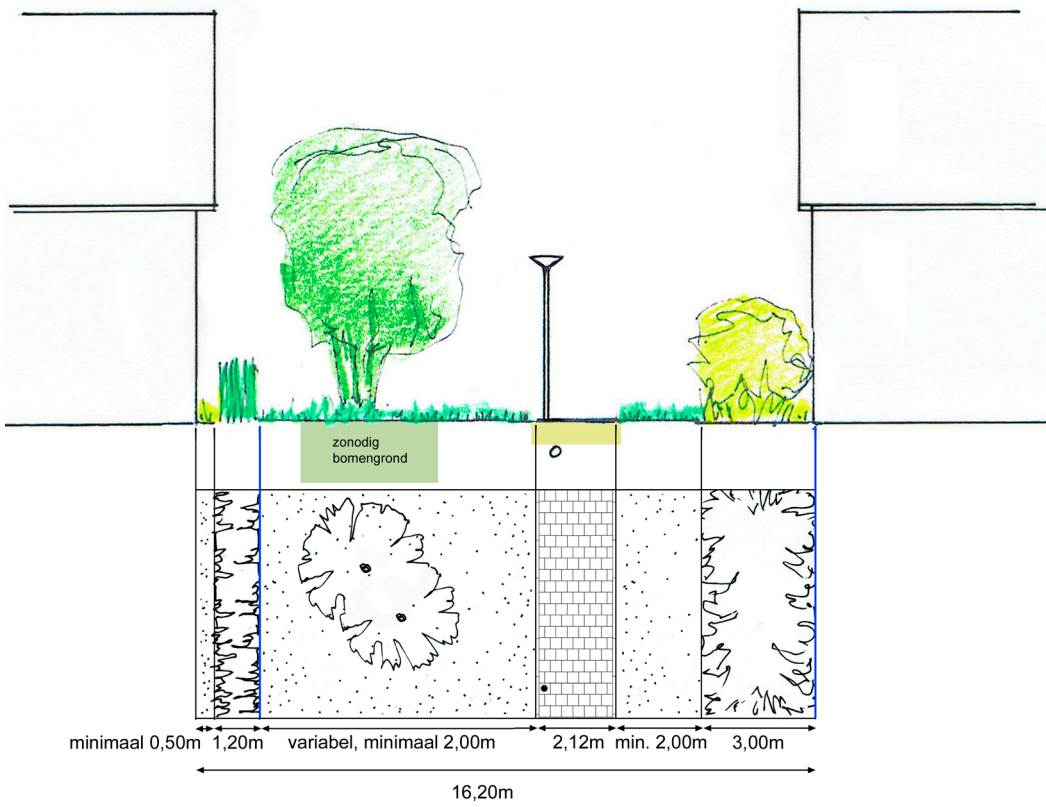 zonodig
bomengrond
minimaal 0,50m 1,20m variabel, minimaal 2,00m 2,12m min. 2,00m 3,00m
16,20m